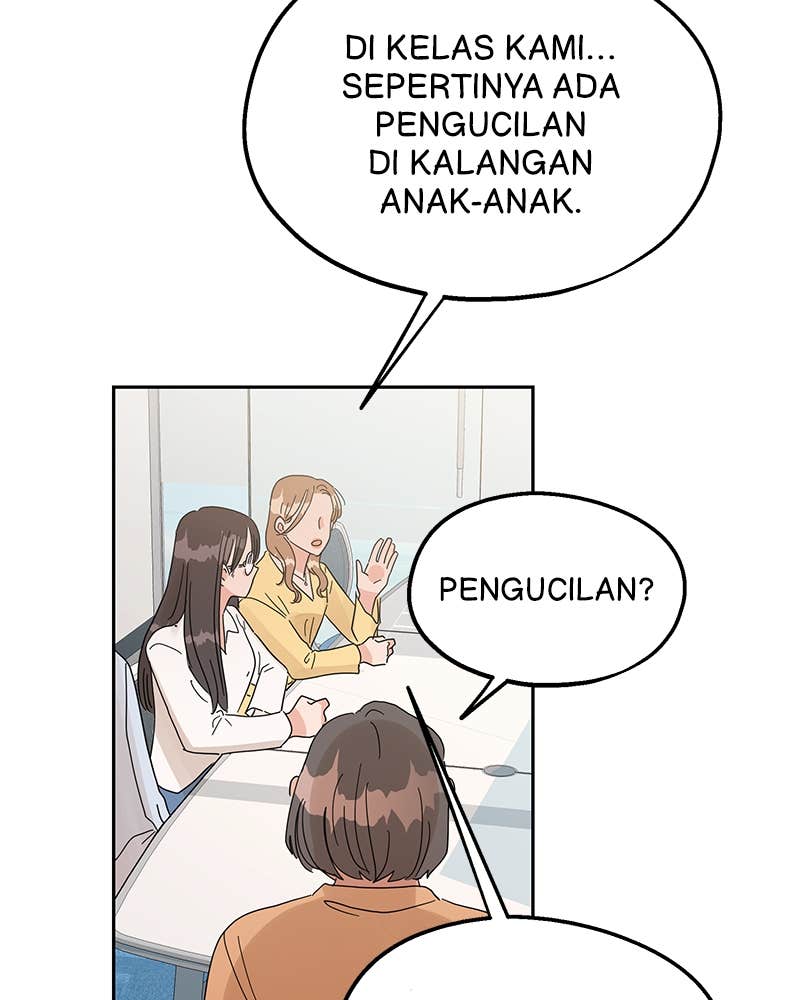 DI KELAS KAMI...
SEPERTINYA ADA
PENGUCILAN
DI KALANGAN
ANAK-ANAK.
PENGUCILAN?